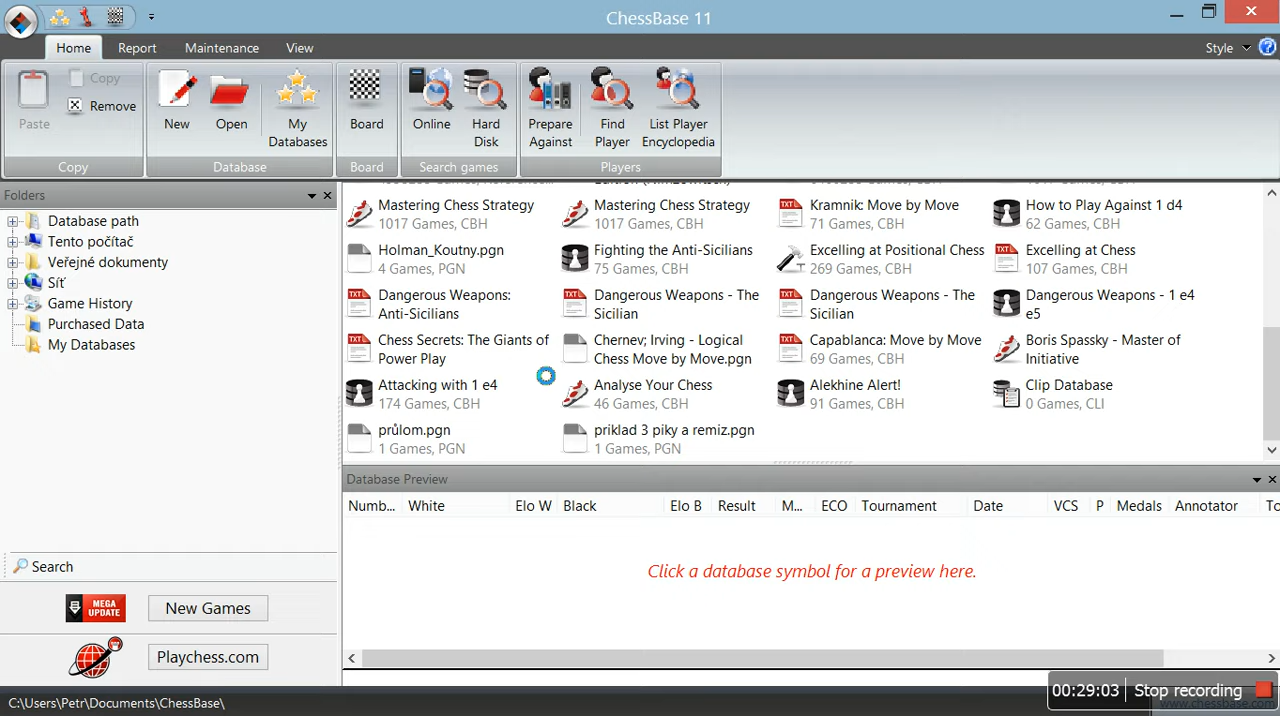 ChessBase 11
Home Report Maintenance View Style
Paste Copy Remove
New Open My Databases
Board
Online Hard Disk
Prepare Against Find Player List Player Encyclopedia
Copy Database Board Search games Players
Folders
Database path
Tento počítač
Veřejné dokumenty
Síť
Game History
Purchased Data
My Databases
Search
MEGA UPDATE New Games
Playchess.com
Mastering Chess Strategy
1017 Games, CBH
Mastering Chess Strategy
1017 Games, CBH
Kramnik: Move by Move
71 Games, CBH
How to Play Against 1 d4
62 Games, CBH
Holman_Koutny.pgn
4 Games, PGN
Fighting the Anti-Sicilians
75 Games, CBH
Excelling at Positional Chess
269 Games, CBH
Excelling at Chess
107 Games, CBH
Dangerous Weapons:
Anti-Sicilians
Dangerous Weapons - The
Sicilian
Dangerous Weapons - The
Sicilian
Dangerous Weapons - 1 e4
e5
Chess Secrets: The Giants of
Power Play
Chernev; Irving - Logical
Chess Move by Move.pgn
Capablanca: Move by Move
69 Games, CBH
Boris Spassky - Master of
Initiative
Attacking with 1 e4
174 Games, CBH
Analyse Your Chess
46 Games, CBH
Alekhine Alert!
91 Games, CBH
Clip Database
0 Games, CLI
průlom.pgn
1 Games, PGN
priklad 3 piky a remiz.pgn
1 Games, PGN
TXT
TXT
TXT
TXT
TXT
TXT
TXT
Database Preview
Numb... White Elo W Black Elo B Result M... ECO Tournament Date VCS P Medals Annotator To
Click a database symbol for a preview here.
00:29:03 Stop recording
C:\Users\Petr\Documents\ChessBase\
www.chessbase.com